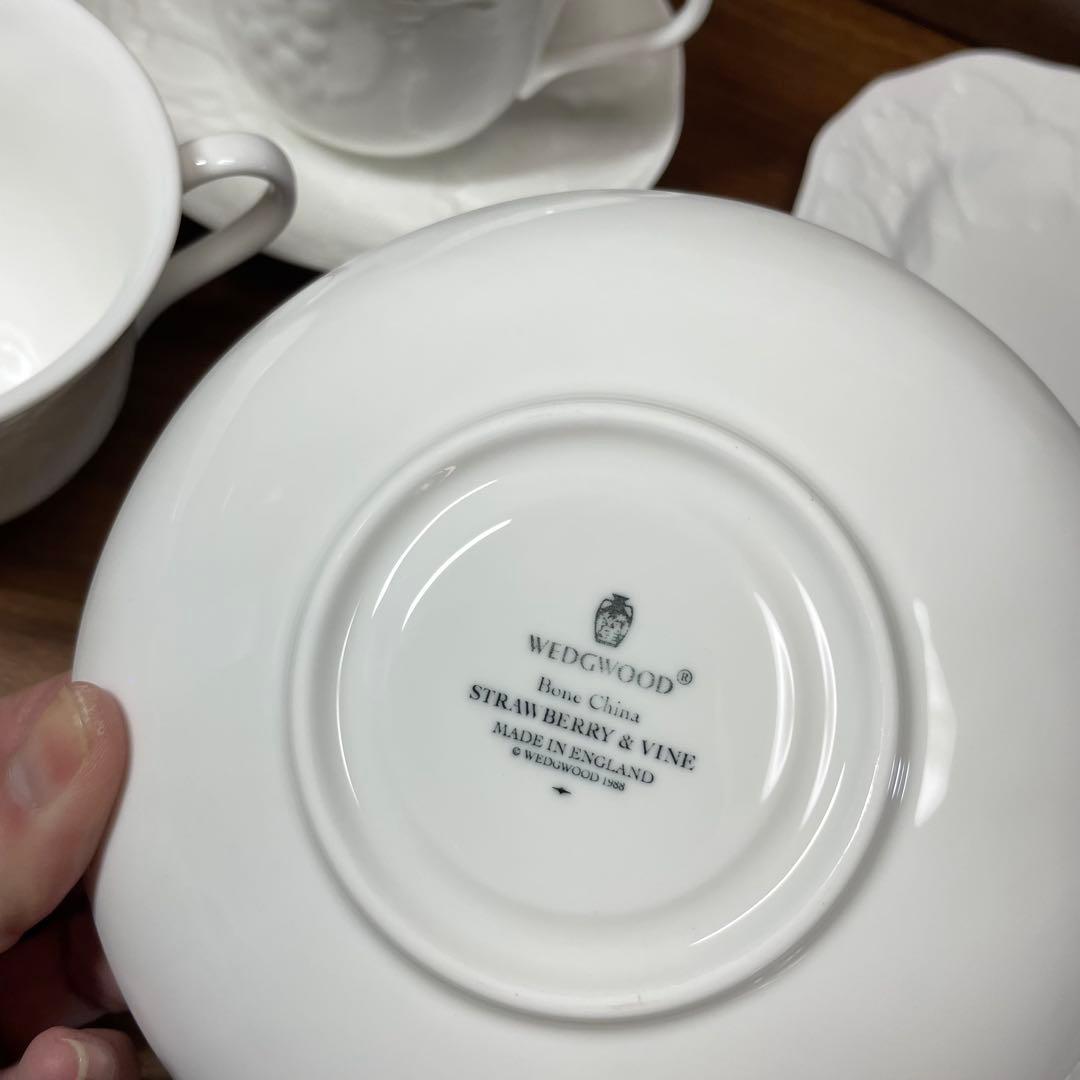 WEDGWOOD®
Bone China
STRAWBERRY & VINE
MADE IN ENGLAND
© WEDGWOOD 1988